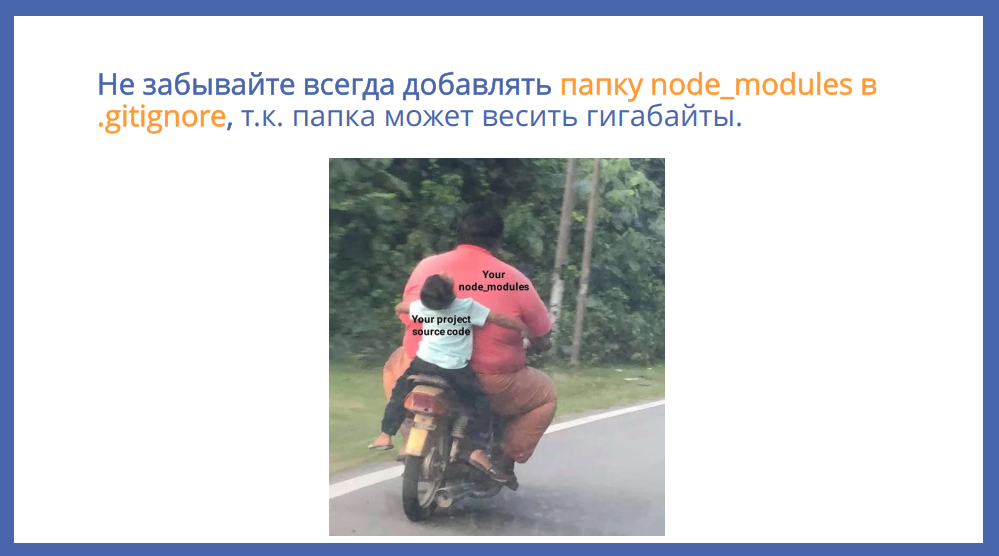 Не забывайте всегда добавлять папку node_modules в
.gitignore, т.к. папка может весить гигабайты.
Your
node_modules
Your project
source code